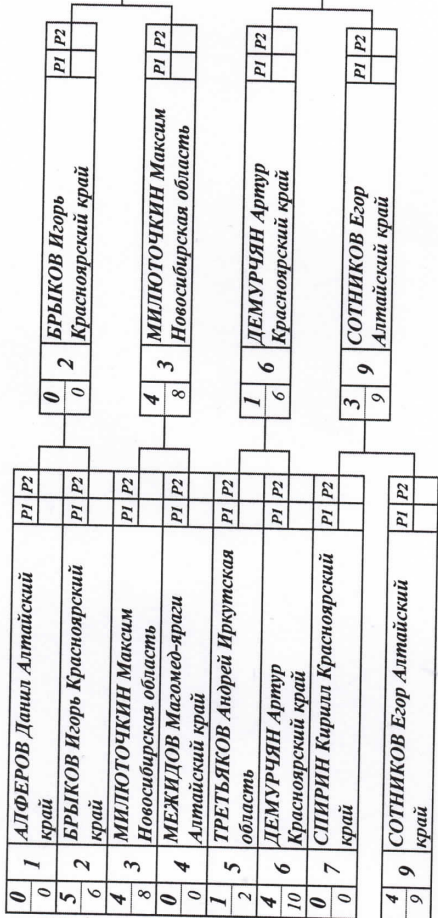 0 1 АЛФЕРОВ Данил Алтайский P1 P2
0 край
5 2 БРЫКОВ Игорь Красноярский P1 P2
6 край
4 3 МИЛЮТОЧКИН Максим P1 P2
8 Новосибирская область
0 4 МЕЖИДОВ Магомед-яраги P1 P2
0 Алтайский край
1 5 ТРЕТЬЯКОВ Андрей Иркутская P1 P2
2 область
4 6 ДЕМУРЧЯН Артур P1 P2
10 Красноярский край
0 7 СПИРИН Кирилл Красноярский P1 P2
0 край
4 9 СОТНИКОВ Егор Алтайский P1 P2
9 край
0 2 БРЫКОВ Игорь P1 P2
0 Красноярский край
4 3 МИЛЮТОЧКИН Максим P1 P2
8 Новосибирская область
1 6 ДЕМУРЧЯН Артур P1 P2
6 Красноярский край
3 9 СОТНИКОВ Егор P1 P2
9 Алтайский край